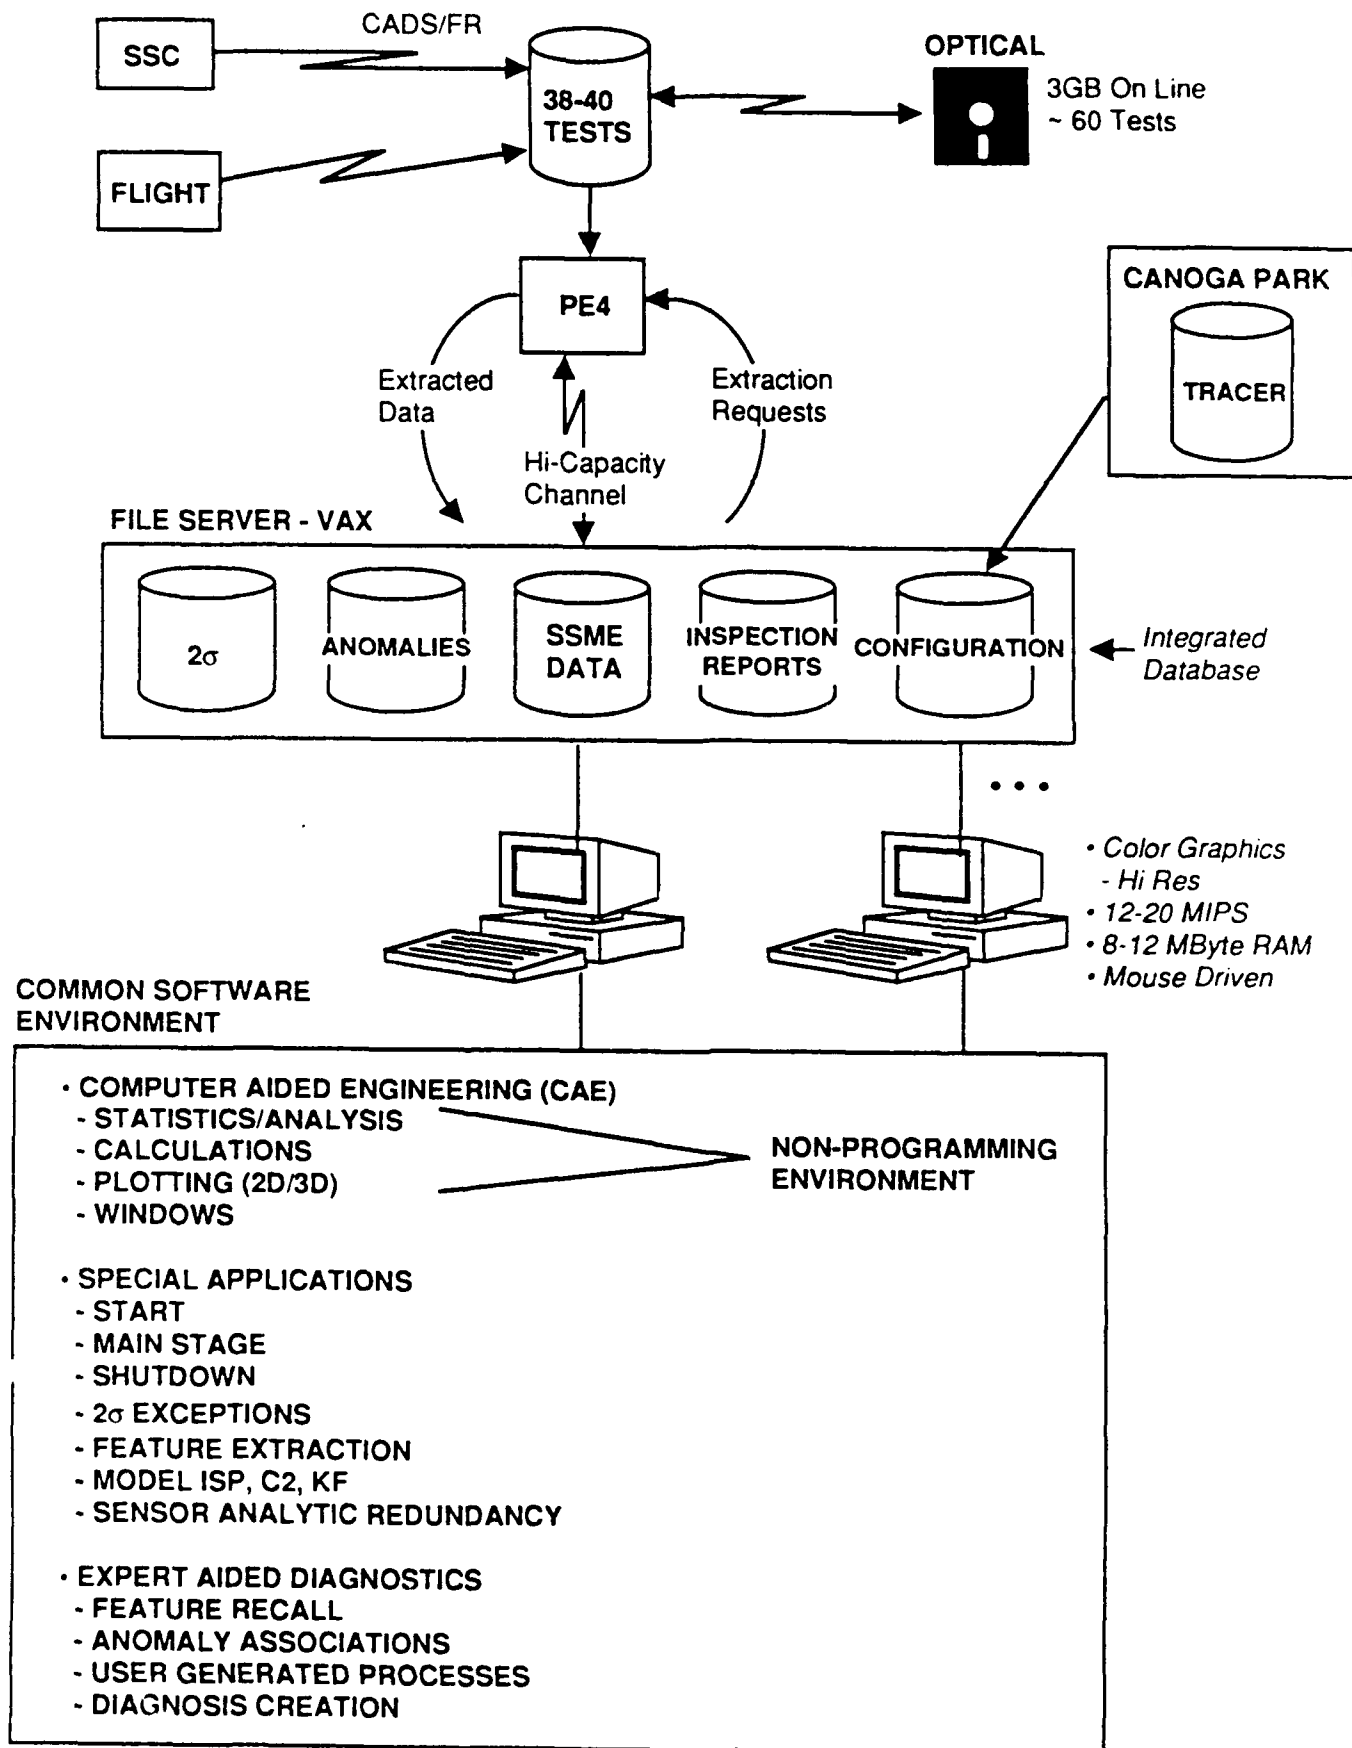 CADS/FR
SSC
38-40
TESTS
OPTICAL
3GB On Line
~ 60 Tests
FLIGHT
PE4
CANOGA PARK
TRACER
Extracted
Data
Extraction
Requests
Hi-Capacity
Channel
FILE SERVER - VAX
2σ
ANOMALIES
SSME
DATA
INSPECTION
REPORTS
CONFIGURATION
Integrated
Database
• • •
• Color Graphics
- Hi Res
• 12-20 MIPS
• 8-12 MByte RAM
• Mouse Driven
COMMON SOFTWARE
ENVIRONMENT
• COMPUTER AIDED ENGINEERING (CAE)
- STATISTICS/ANALYSIS
- CALCULATIONS
- PLOTTING (2D/3D)
- WINDOWS
NON-PROGRAMMING
ENVIRONMENT
• SPECIAL APPLICATIONS
- START
- MAIN STAGE
- SHUTDOWN
- 2σ EXCEPTIONS
- FEATURE EXTRACTION
- MODEL ISP, C2, KF
- SENSOR ANALYTIC REDUNDANCY
• EXPERT AIDED DIAGNOSTICS
- FEATURE RECALL
- ANOMALY ASSOCIATIONS
- USER GENERATED PROCESSES
- DIAGNOSIS CREATION